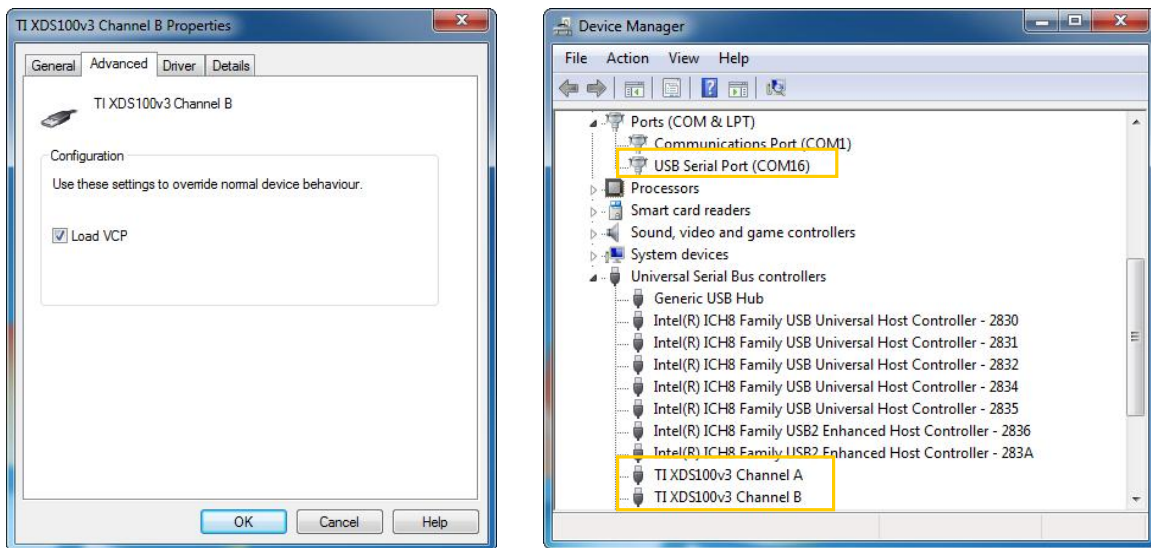 TI XDS100v3 Channel B Properties
General Advanced Driver Details
TI XDS100v3 Channel B
Configuration
Use these settings to override normal device behaviour.
Load VCP
OK Cancel Help
Device Manager
File Action View Help
Ports (COM & LPT)
Communications Port (COM1)
USB Serial Port (COM16)
Processors
Smart card readers
Sound, video and game controllers
System devices
Universal Serial Bus controllers
Generic USB Hub
Intel(R) ICH8 Family USB Universal Host Controller - 2830
Intel(R) ICH8 Family USB Universal Host Controller - 2831
Intel(R) ICH8 Family USB Universal Host Controller - 2832
Intel(R) ICH8 Family USB Universal Host Controller - 2834
Intel(R) ICH8 Family USB Universal Host Controller - 2835
Intel(R) ICH8 Family USB2 Enhanced Host Controller - 2836
Intel(R) ICH8 Family USB2 Enhanced Host Controller - 283A
TI XDS100v3 Channel A
TI XDS100v3 Channel B